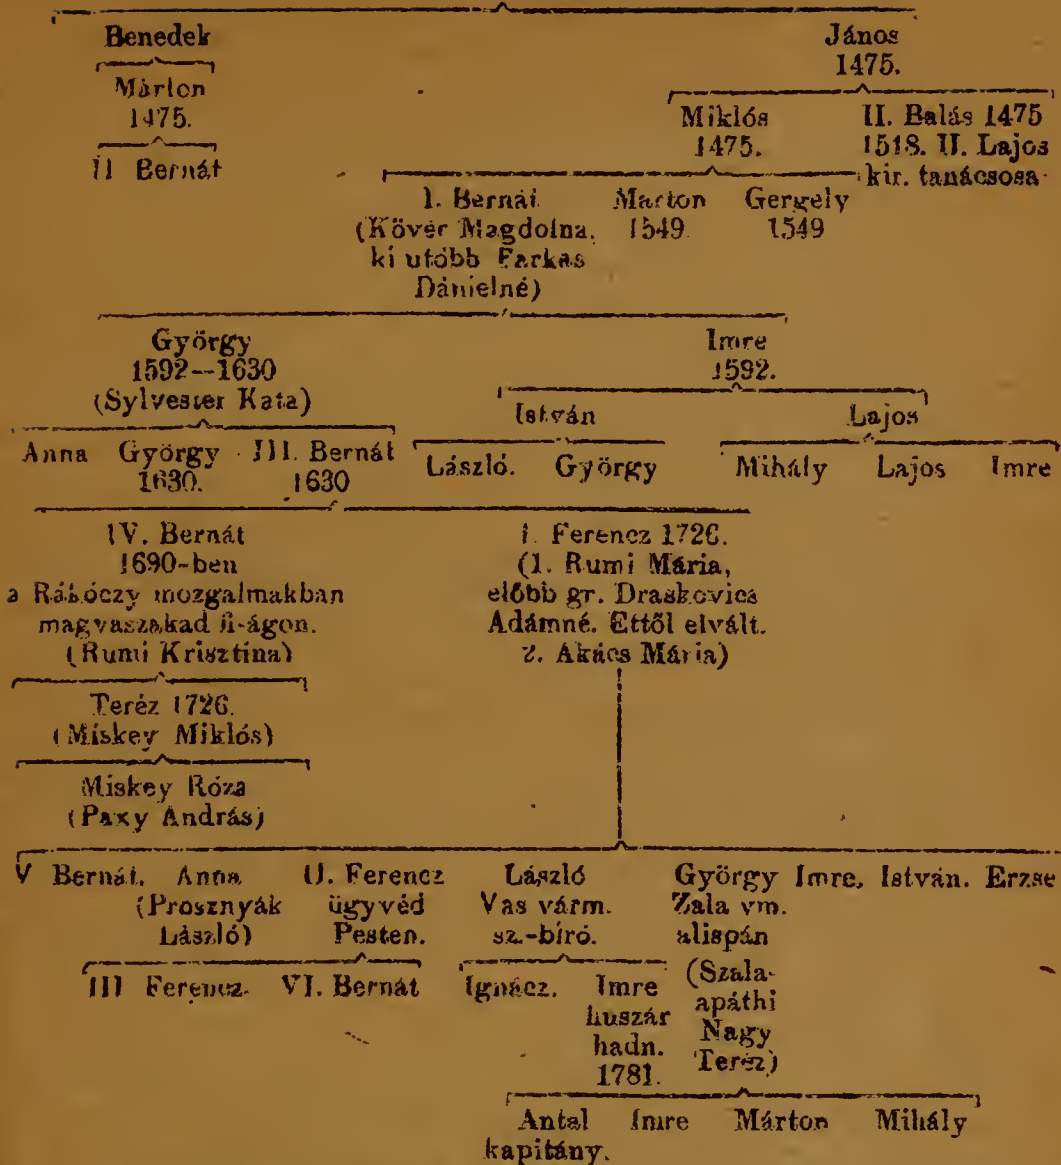 Benedek János
1475.
Márton
1475.
Miklós II. Balás 1475
1475. 1518. II. Lajos
kir. tanácsosa
II Bernát
I. Bernát Marton Gergely
(Kövér Magdolna, 1549. 1549
ki utóbb Farkas
Dánielné)
György Imre
1592--1630 1592.
(Sylvester Kata)
István Lajos
Anna György III. Bernát László. György Mihály Lajos Imre
1630. 1630
IV. Bernát I. Ferencz 1726.
1690-ben (1. Rumi Mária,
a Rákóczy mozgalmakban előbb gr. Draskovics
magvaszakad fi-ágon. Ádámné. Ettől elvált.
(Rumi Krisztina) 2. Akács Mária)
Teréz 1726.
(Miskey Miklós)
Miskey Róza
(Paxy András)
V Bernát. Anna II. Ferencz László György Imre, István. Erzse
(Prosznyák ügyvéd Vas várm. Zala vm.
László) Pesten. sz.-bíró. alispán
III Ferencz. VI. Bernát Ignácz. Imre (Szala-
huszár apáthi
hadn. Nagy
1781. Teréz)
Antal Imre Márton Mihály
kapitány.